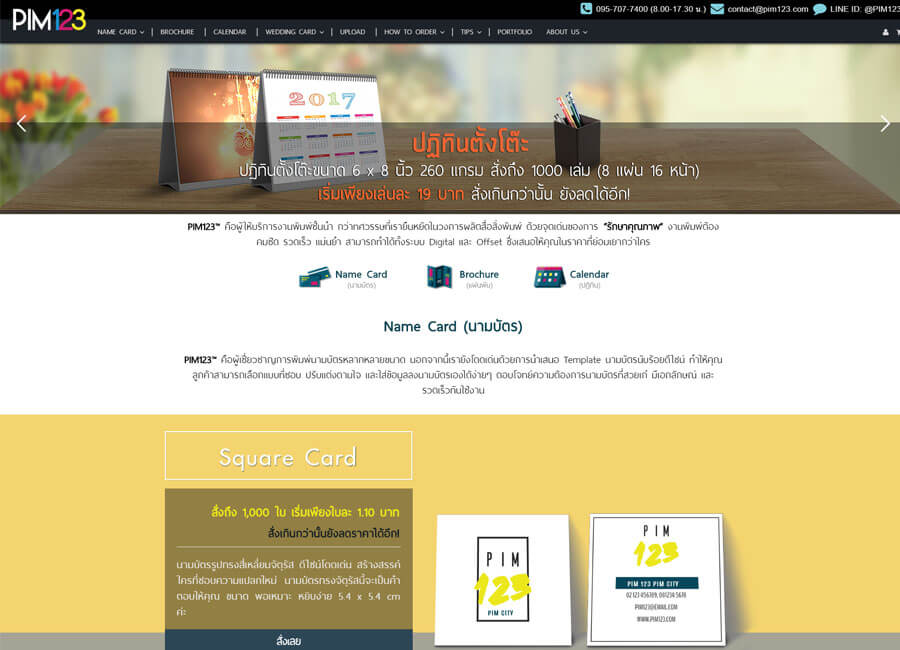 PIM123
095-707-7400 (8.00-17.30 น.) contact@pim123.com LINE ID: @PIM123
NAME CARD | BROCHURE | CALENDAR | WEDDING CARD | UPLOAD | HOW TO ORDER | TIPS | PORTFOLIO ABOUT US
2017
ปฏิทินตั้งโต๊ะ
ปฏิทินตั้งโต๊ะขนาด 6 x 8 นิ้ว 260 แกรม สั่งถึง 1000 เล่ม (8 แผ่น 16 หน้า)
เริ่มเพียงเล่นละ 19 บาท สั่งเกินกว่านั้น ยังลดได้อีก!
PIM123™ คือผู้ให้บริการงานพิมพ์ชั้นนำ กว่าทศวรรษที่เรายืนหยัดในวงการผลิตสื่อสิ่งพิมพ์ ด้วยจุดเด่นของการ "รักษาคุณภาพ" งานพิมพ์ต้อง
คมชัด รวดเร็ว แม่นยำ สามารถทำได้ทั้งระบบ Digital และ Offset ซึ่งเสนอให้คุณในราคาที่ย่อมเยากว่าใคร
Name Card
(นามบัตร)
Brochure
(แผ่นพับ)
Calendar
(ปฏิทิน)
Name Card (นามบัตร)
PIM123™ คือผู้เชี่ยวชาญการพิมพ์นามบัตรหลากหลายขนาด นอกจากนี้เรายังโดดเด่นด้วยการนำเสนอ Template นามบัตรนับร้อยดีไซน์ ทำให้คุณ
ลูกค้าสามารถเลือกแบบที่ชอบ ปรับแต่งตามใจ และใส่ข้อมูลลงนามบัตรเองได้ง่ายๆ ตอบโจทย์ความต้องการนามบัตรที่สวยเก๋ มีเอกลักษณ์ และ
รวดเร็วทันใช้งาน
Square Card
สั่งถึง 1,000 ใบ เริ่มเพียงใบละ 1.10 บาท
สั่งเกินกว่านั้นยังลดราคาได้อีก!
นามบัตรรูปทรงสี่เหลี่ยมจัตุรัส ดีไซน์โดดเด่น สร้างสรรค์
ใครที่ชอบความแปลกใหม่ นามบัตรทรงจัตุรัสนี้จะเป็นคำ
ตอบให้คุณ ขนาด พอเหมาะ หยิบง่าย 5.4 x 5.4 cm
ค่ะ
สั่งเลย
PIM
123
PIM CITY
PIM
123
PIM 123 PIM CITY
02 123 456789, 081234 5678
PIM123@EMAIL.COM
WWW.PIM123.COM